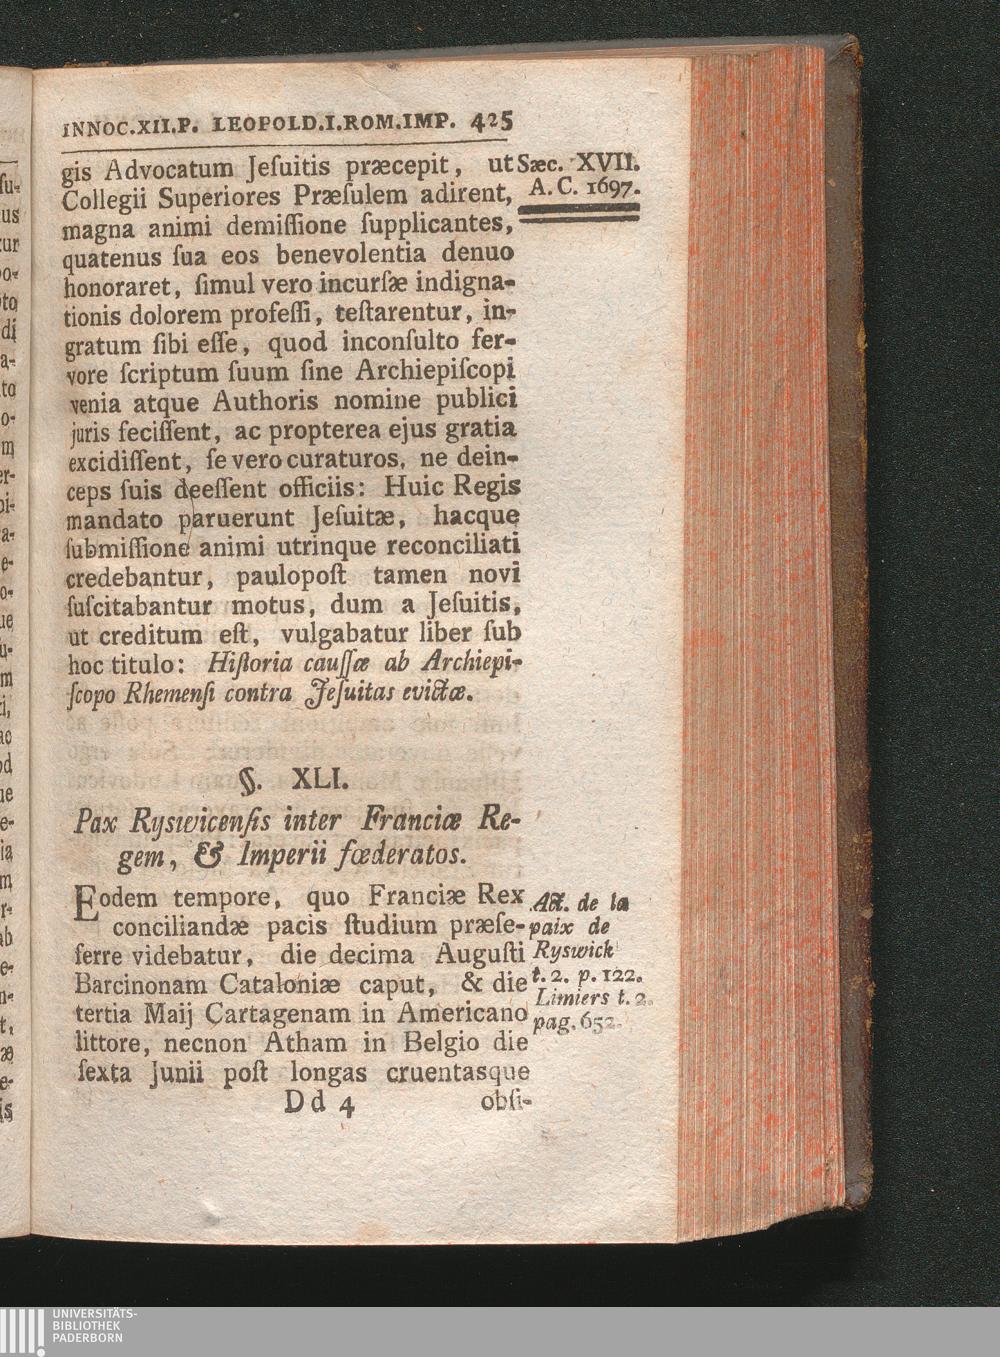 INNOC.XII.P. LEOPOLD.I.ROM.IMP. 425
gis Advocatum Jeſuitis præcepit, ut
Collegii Superiores Præſulem adirent,
magna animi demiſſione ſupplicantes,
quatenus ſua eos benevolentia denuo
honoraret, ſimul vero incurſæ indigna-
tionis dolorem profeſſi, teſtarentur, in-
gratum ſibi eſſe, quod inconſulto fer-
vore ſcriptum ſuum ſine Archiepiſcopi
venia atque Authoris nomine publici
juris feciſſent, ac propterea ejus gratia
excidiſſent, ſe vero curaturos, ne dein-
ceps ſuis deeſſent officiis: Huic Regis
mandato paruerunt Jeſuitæ, hacque
ſubmiſſione animi utrinque reconciliati
credebantur, paulopoſt tamen novi
ſuſcitabantur motus, dum a Jeſuitis,
ut creditum eſt, vulgabatur liber ſub
hoc titulo: Hiſtoria cauſſæ ab Archiepi-
ſcopo Rhemenſi contra Jeſuitas evictæ.
Sæc. XVII.
A. C. 1697.
§. XLI.
Pax Ryswicenſis inter Franciæ Re-
gem, & Imperii fœderatos.
Eodem tempore, quo Franciæ Rex
conciliandæ pacis ſtudium præſe-
ferre videbatur, die decima Auguſti
Barcinonam Cataloniæ caput, & die
tertia Maij Cartagenam in Americano
littore, necnon Atham in Belgio die
ſexta Junii poſt longas cruentasque
Act. de la
paix de
Ryswick
t. 2. p. 122.
Limiers t. 2.
pag. 652.
Dd 4 obſi-
UNIVERSITÄTS-
BIBLIOTHEK
PADERBORN